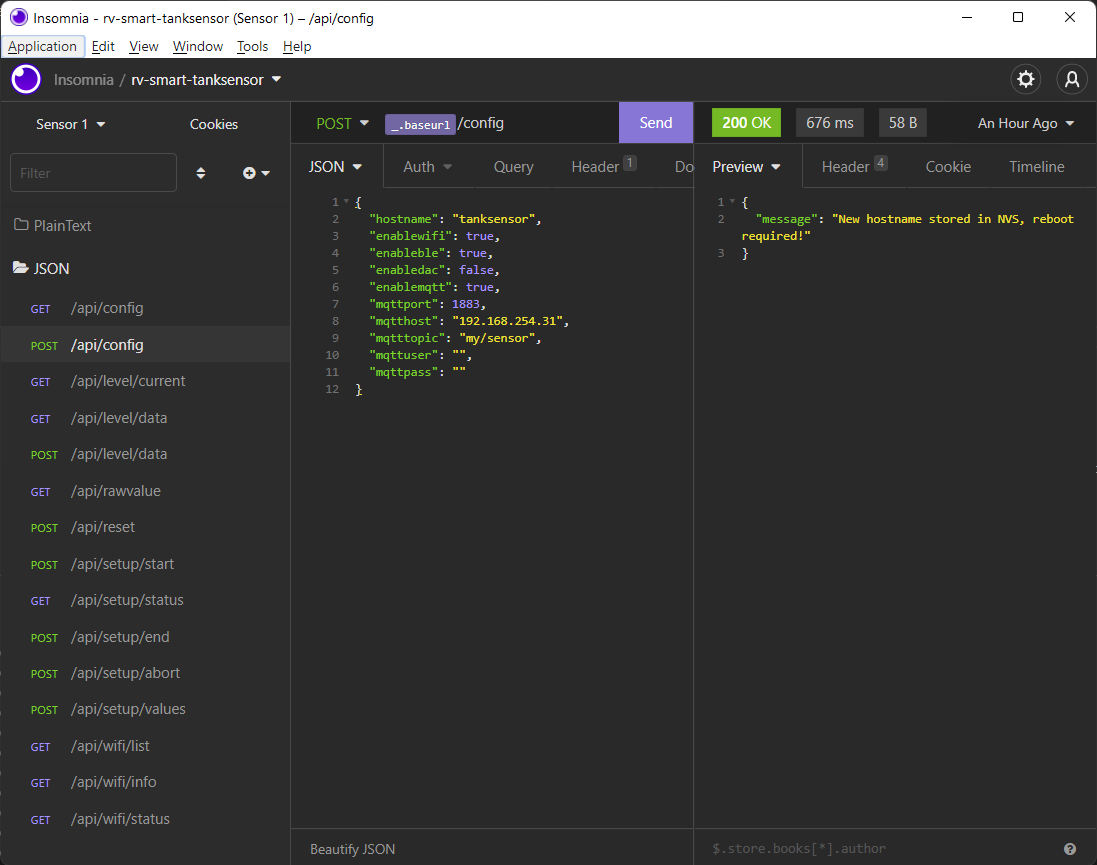 Insomnia - rv-smart-tanksensor (Sensor 1) – /api/config
Application Edit View Window Tools Help
Insomnia / rv-smart-tanksensor
Sensor 1 Cookies
Filter
PlainText
JSON
GET /api/config
POST /api/config
GET /api/level/current
GET /api/level/data
POST /api/level/data
GET /api/rawvalue
POST /api/reset
POST /api/setup/start
GET /api/setup/status
POST /api/setup/end
POST /api/setup/abort
POST /api/setup/values
GET /api/wifi/list
GET /api/wifi/info
GET /api/wifi/status
POST _.baseurl /config Send
JSON Auth Query Header 1 Do
1 {
2 "hostname": "tanksensor",
3 "enablewifi": true,
4 "enableble": true,
5 "enabledac": false,
6 "enablemqtt": true,
7 "mqttport": 1883,
8 "mqtthost": "192.168.254.31",
9 "mqtttopic": "my/sensor",
10 "mqttuser": "",
11 "mqttpass": ""
12 }
Beautify JSON
200 OK 676 ms 58 B An Hour Ago
Preview Header 4 Cookie Timeline
1 {
2 "message": "New hostname stored in NVS, reboot
required!"
3 }
$.store.books[*].author